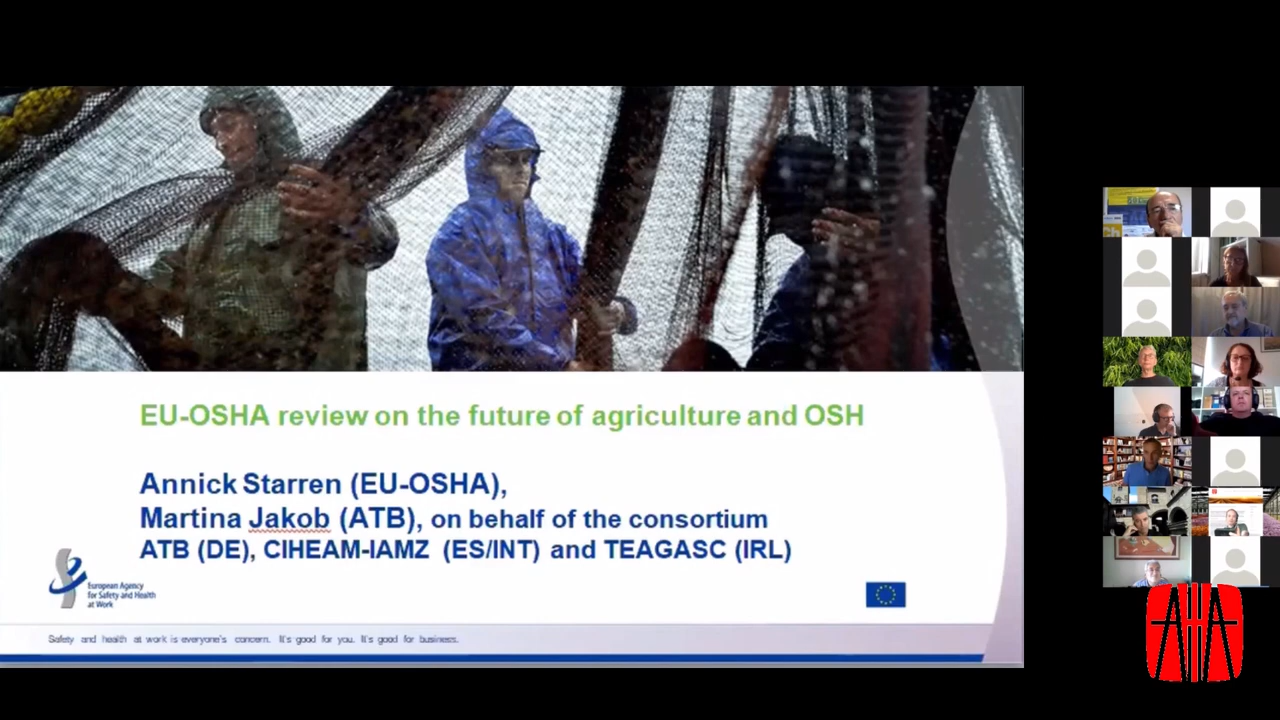 EU-OSHA review on the future of agriculture and OSH
Annick Starren (EU-OSHA),
Martina Jakob (ATB), on behalf of the consortium
ATB (DE), CIHEAM-IAMZ (ES/INT) and TEAGASC (IRL)
European Agency
for Safety and Health
at Work
Safety and health at work is everyone's concern. It's good for you. It's good for business.